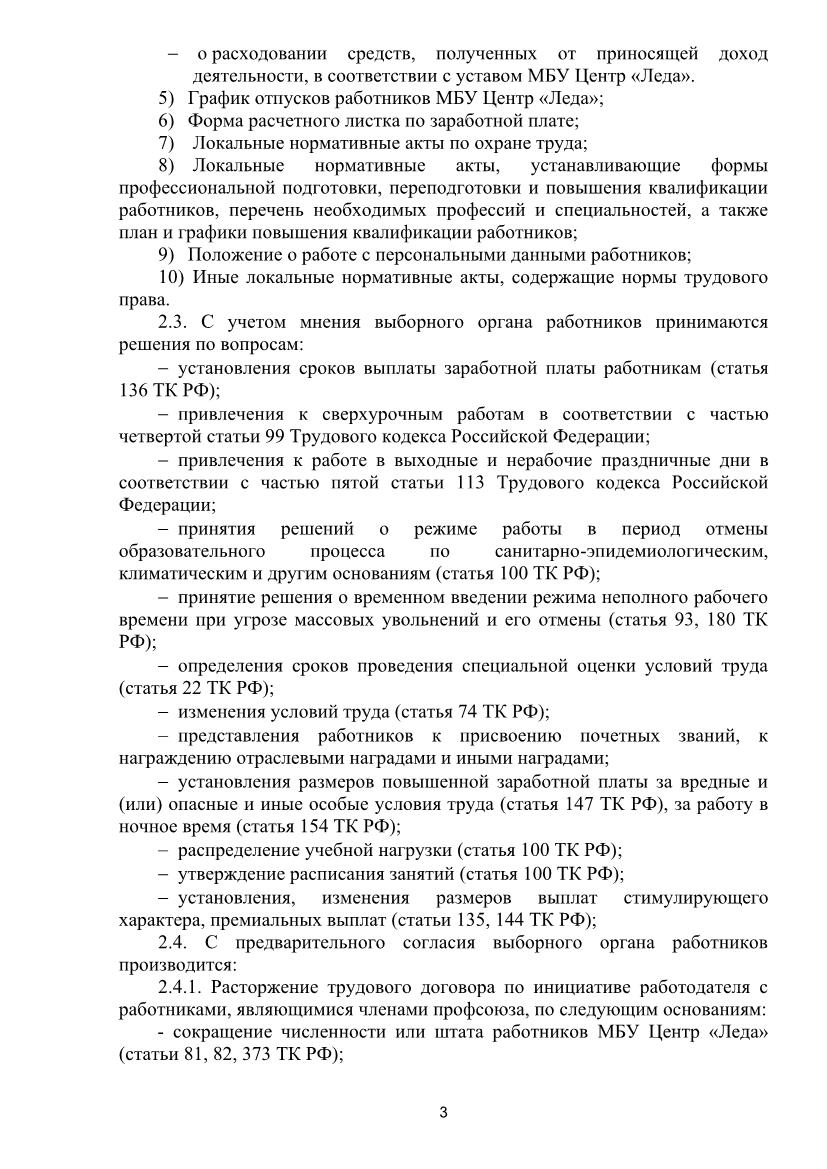 – о расходовании средств, полученных от приносящей доход
деятельности, в соответствии с уставом МБУ Центр «Леда».
5) График отпусков работников МБУ Центр «Леда»;
6) Форма расчетного листка по заработной плате;
7) Локальные нормативные акты по охране труда;
8) Локальные нормативные акты, устанавливающие формы
профессиональной подготовки, переподготовки и повышения квалификации
работников, перечень необходимых профессий и специальностей, а также
план и графики повышения квалификации работников;
9) Положение о работе с персональными данными работников;
10) Иные локальные нормативные акты, содержащие нормы трудового
права.
2.3. С учетом мнения выборного органа работников принимаются
решения по вопросам:
– установления сроков выплаты заработной платы работникам (статья
136 ТК РФ);
– привлечения к сверхурочным работам в соответствии с частью
четвертой статьи 99 Трудового кодекса Российской Федерации;
– привлечения к работе в выходные и нерабочие праздничные дни в
соответствии с частью пятой статьи 113 Трудового кодекса Российской
Федерации;
– принятия решений о режиме работы в период отмены
образовательного процесса по санитарно-эпидемиологическим,
климатическим и другим основаниям (статья 100 ТК РФ);
– принятие решения о временном введении режима неполного рабочего
времени при угрозе массовых увольнений и его отмены (статья 93, 180 ТК
РФ);
– определения сроков проведения специальной оценки условий труда
(статья 22 ТК РФ);
– изменения условий труда (статья 74 ТК РФ);
– представления работников к присвоению почетных званий, к
награждению отраслевыми наградами и иными наградами;
– установления размеров повышенной заработной платы за вредные и
(или) опасные и иные особые условия труда (статья 147 ТК РФ), за работу в
ночное время (статья 154 ТК РФ);
– распределение учебной нагрузки (статья 100 ТК РФ);
– утверждение расписания занятий (статья 100 ТК РФ);
– установления, изменения размеров выплат стимулирующего
характера, премиальных выплат (статьи 135, 144 ТК РФ);
2.4. С предварительного согласия выборного органа работников
производится:
2.4.1. Расторжение трудового договора по инициативе работодателя с
работниками, являющимися членами профсоюза, по следующим основаниям:
- сокращение численности или штата работников МБУ Центр «Леда»
(статьи 81, 82, 373 ТК РФ);
3